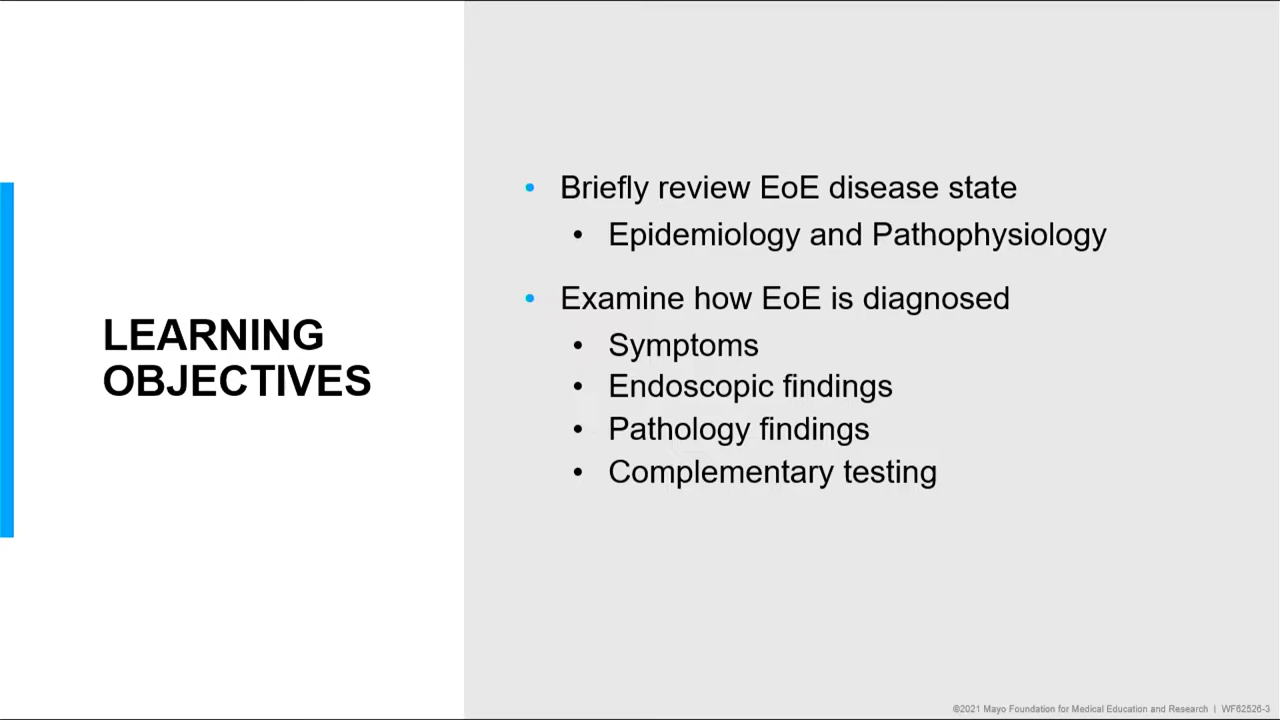 LEARNING
OBJECTIVES
• Briefly review EoE disease state
• Epidemiology and Pathophysiology
• Examine how EoE is diagnosed
• Symptoms
• Endoscopic findings
• Pathology findings
• Complementary testing
©2021 Mayo Foundation for Medical Education and Research | WF62526-3